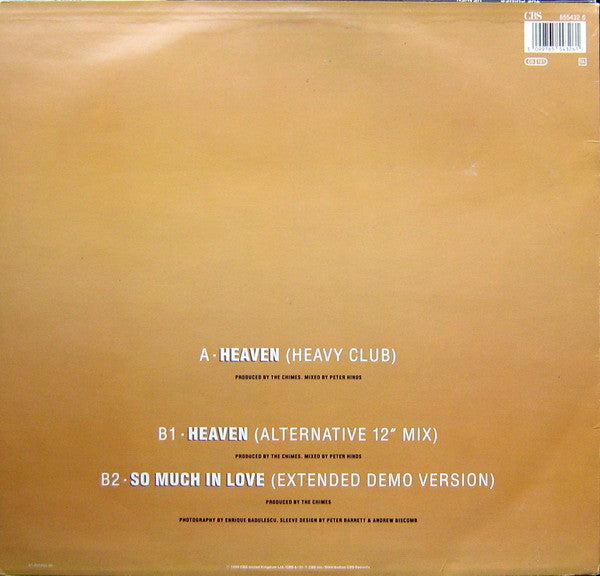 CBS 655432 6
A · HEAVEN (HEAVY CLUB)
PRODUCED BY THE CHIMES. MIXED BY PETER HINDS
B1 · HEAVEN (ALTERNATIVE 12" MIX)
PRODUCED BY THE CHIMES. MIXED BY PETER HINDS
B2 · SO MUCH IN LOVE (EXTENDED DEMO VERSION)
PRODUCED BY THE CHIMES
PHOTOGRAPHY BY ENRIQUE BADULESCU. SLEEVE DESIGN BY PETER BARRETT & ANDREW BISCOMB